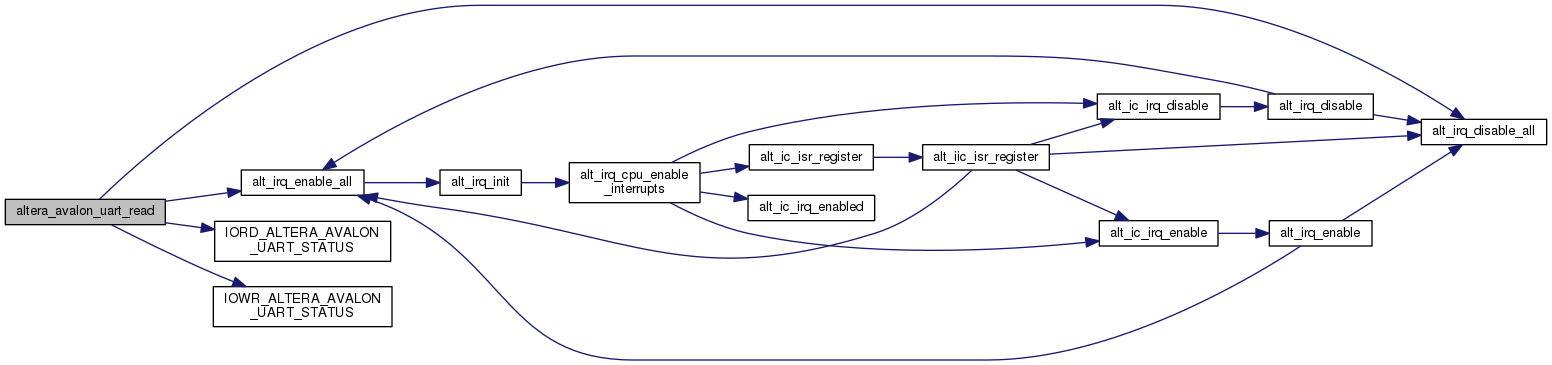 altera_avalon_uart_read
alt_irq_enable_all
IORD_ALTERA_AVALON
_UART_STATUS
IOWR_ALTERA_AVALON
_UART_STATUS
alt_irq_init
alt_irq_cpu_enable
_interrupts
alt_ic_isr_register
alt_ic_irq_enabled
alt_iic_isr_register
alt_ic_irq_disable
alt_ic_irq_enable
alt_irq_disable
alt_irq_enable
alt_irq_disable_all